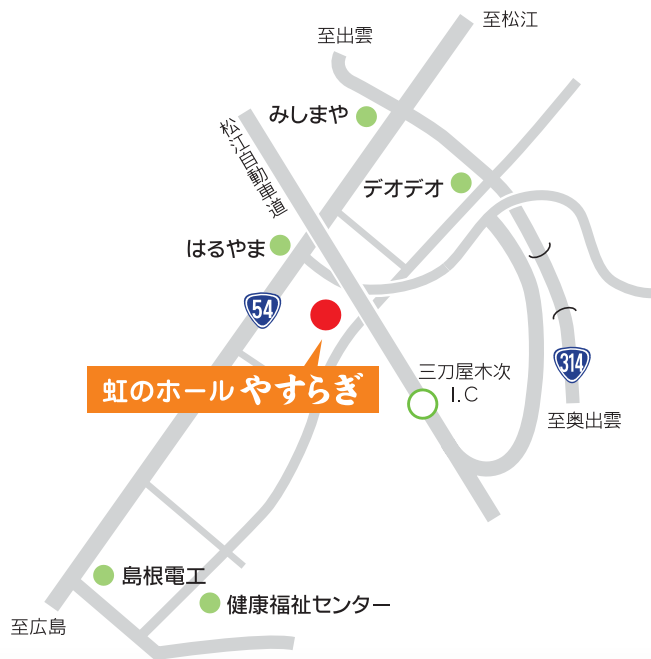 至松江
至出雲
みしまや
松江自動車道
デオデオ
はるやま
54
314
虹のホール やすらぎ
三刀屋木次
I.C
至奥出雲
島根電工
健康福祉センター
至広島